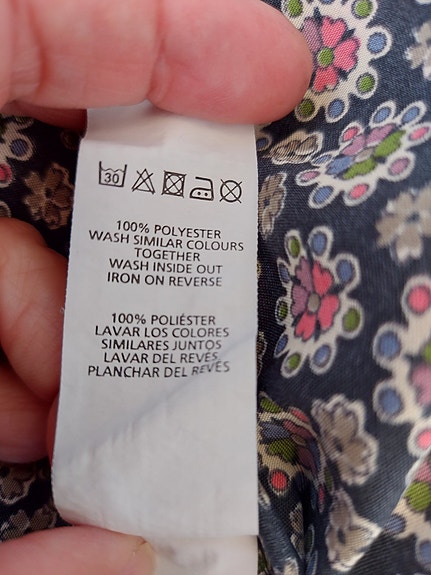 30
100% POLYESTER
WASH SIMILAR COLOURS
TOGETHER
WASH INSIDE OUT
IRON ON REVERSE
100% POLIÉSTER
LAVAR LOS COLORES
SIMILARES JUNTOS
LAVAR DEL REVÉS
PLANCHAR DEL REVÉS